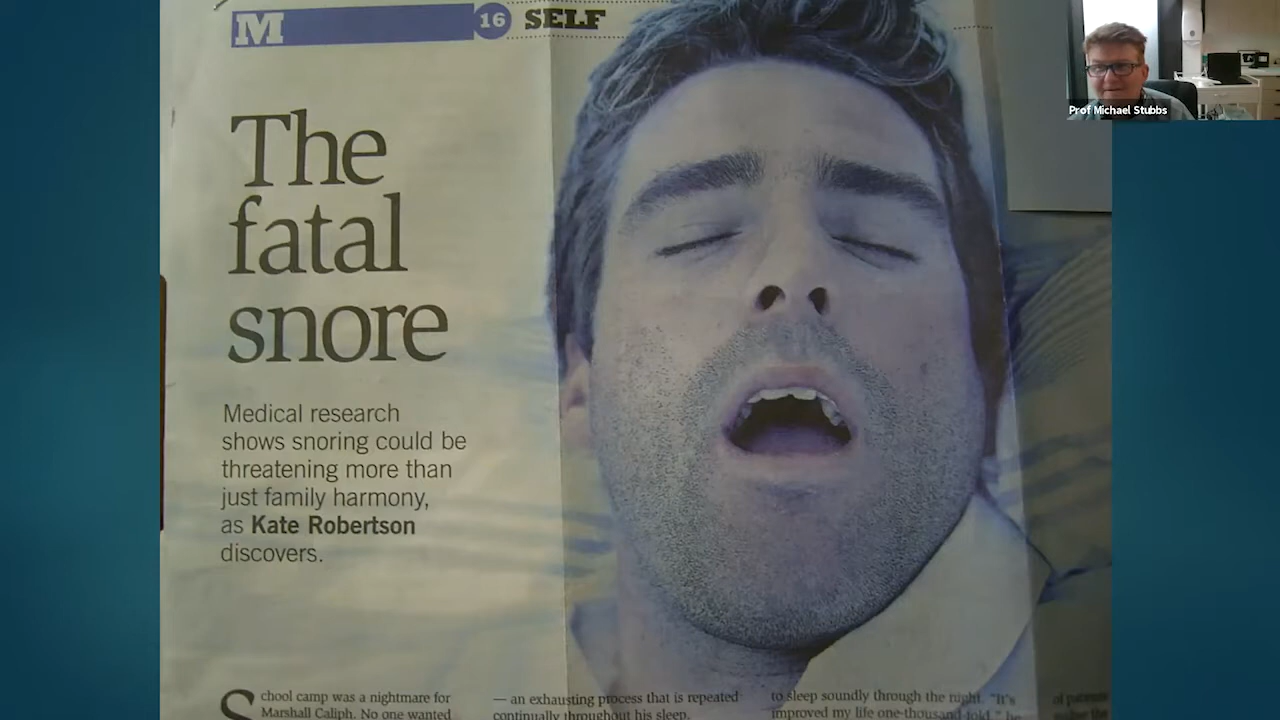 M 16 SELF
Prof Michael Stubbs
The
fatal
snore
Medical research
shows snoring could be
threatening more than
just family harmony,
as Kate Robertson
discovers.
School camp was a nightmare for
Marshall Caliph. No one wanted
— an exhausting process that is repeated
continually throughout his sleep.
to sleep soundly through the night. "It's
improved my life one-thousand-fold," he
of parents